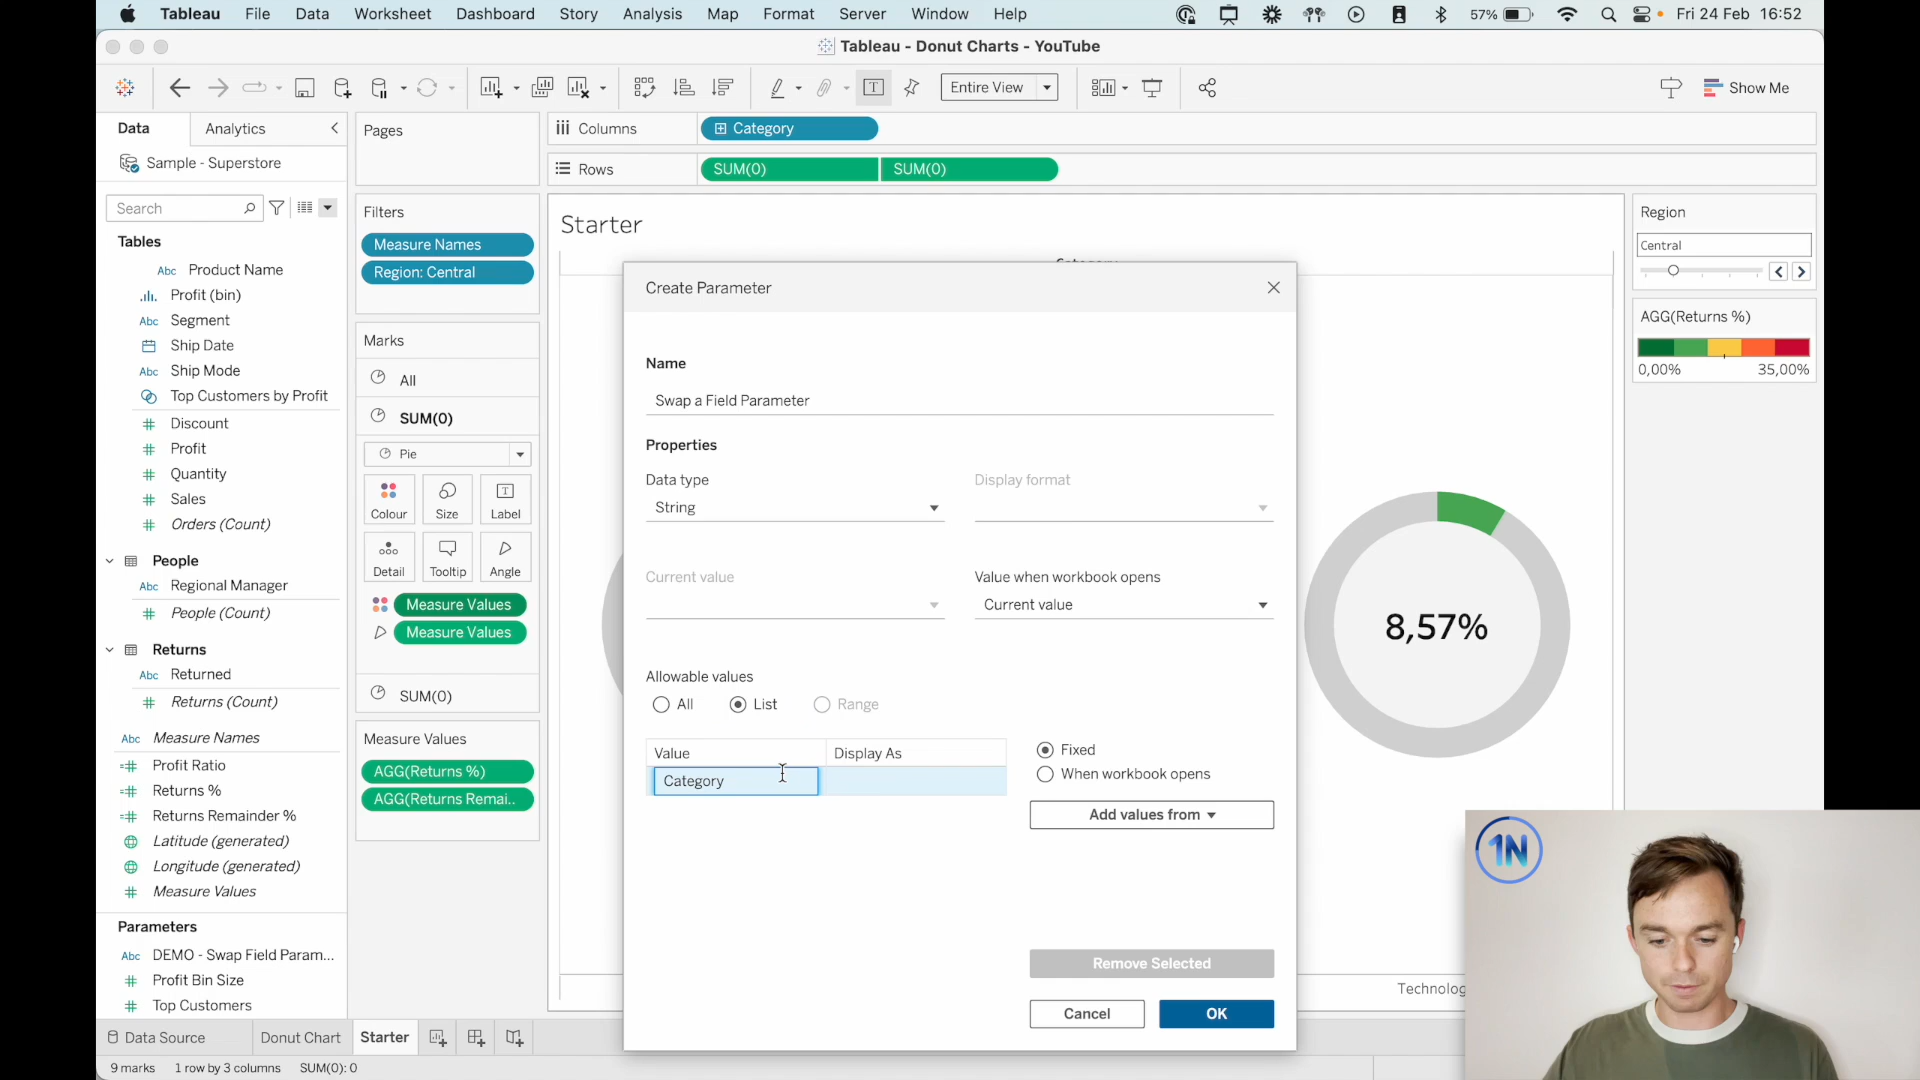 Tableau File Data Worksheet Dashboard Story Analysis Map Format Server Window Help 57% Fri 24 Feb 16:52
Tableau - Donut Charts - YouTube
Entire View
Show Me
Data
Analytics
Pages
Columns
Category
Sample - Superstore
Rows
SUM(0)
SUM(0)
Search
Tables
Product Name
Profit (bin)
Segment
Ship Date
Ship Mode
Top Customers by Profit
Discount
Profit
Quantity
Sales
Orders (Count)
People
Regional Manager
People (Count)
Returns
Returned
Returns (Count)
Measure Names
Profit Ratio
Returns %
Returns Remainder %
Latitude (generated)
Longitude (generated)
Measure Values
Parameters
DEMO - Swap Field Param...
Profit Bin Size
Top Customers
Filters
Measure Names
Region: Central
Marks
All
SUM(0)
Pie
Colour
Size
Label
Detail
Tooltip
Angle
Measure Values
Measure Values
SUM(0)
Measure Values
AGG(Returns %)
AGG(Returns Remai..
Starter
Category
Create Parameter
Name
Swap a Field Parameter
Properties
Data type
Display format
String
Current value
Value when workbook opens
Current value
Allowable values
All
List
Range
Value
Display As
Category
Fixed
When workbook opens
Add values from
Remove Selected
Cancel
OK
8,57%
Technolog
Region
Central
AGG(Returns %)
0,00%
35,00%
1N
Data Source
Donut Chart
Starter
9 marks
1 row by 3 columns
SUM(0): 0